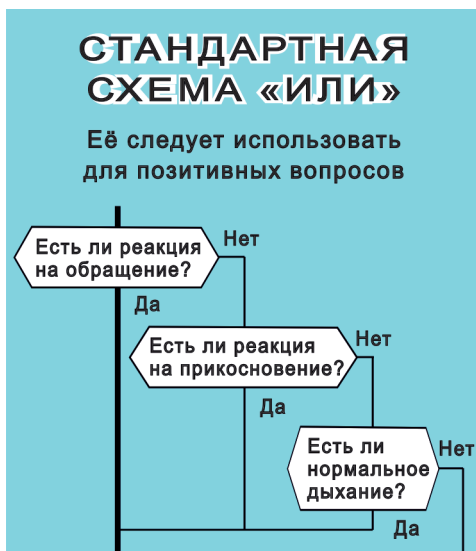 СТАНДАРТНАЯ
СХЕМА «ИЛИ»
Её следует использовать
для позитивных вопросов
Есть ли реакция
на обращение?
Нет
Да
Есть ли реакция
на прикосновение?
Нет
Да
Есть ли
нормальное
дыхание?
Нет
Да